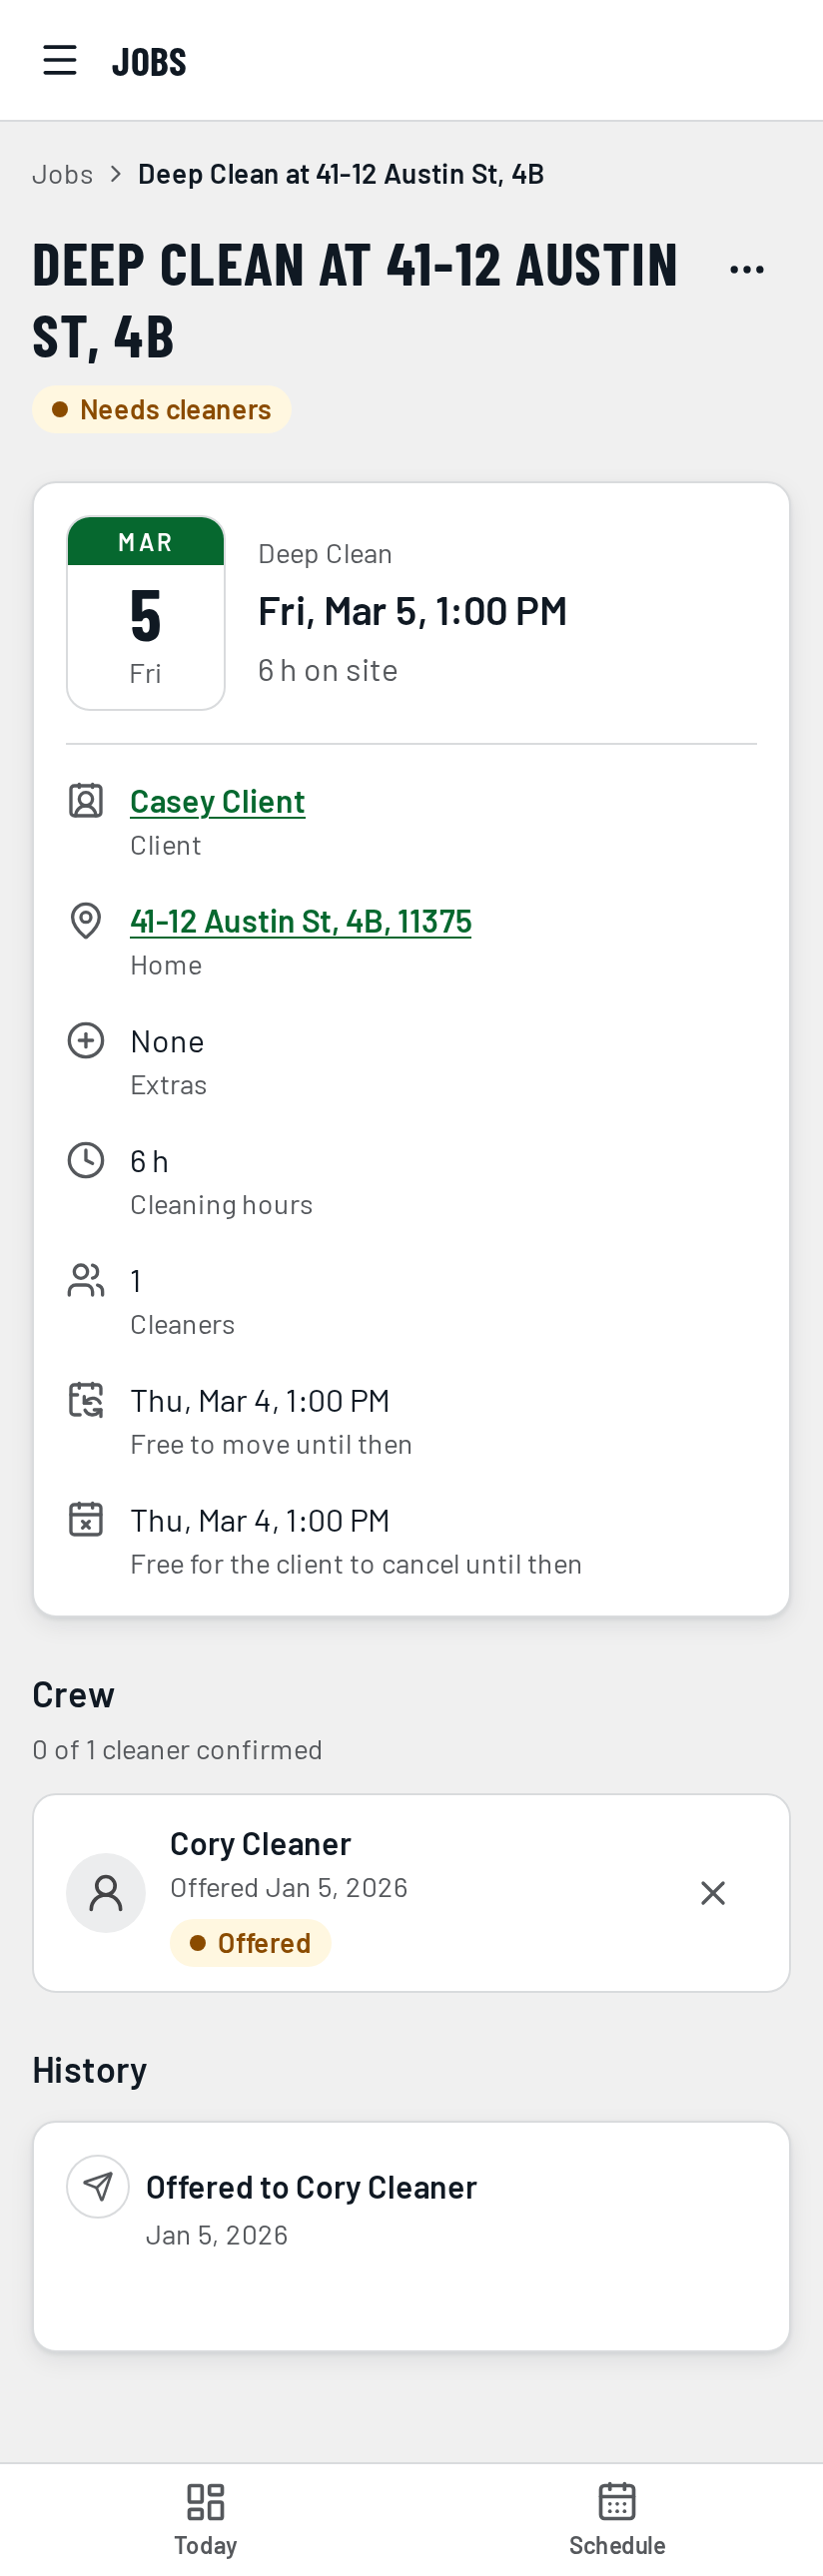 JOBS
Jobs > Deep Clean at 41-12 Austin St, 4B
DEEP CLEAN AT 41-12 AUSTIN
ST, 4B
Needs cleaners
MAR
5
Fri
Deep Clean
Fri, Mar 5, 1:00 PM
6 h on site
Casey Client
Client
41-12 Austin St, 4B, 11375
Home
None
Extras
6 h
Cleaning hours
1
Cleaners
Thu, Mar 4, 1:00 PM
Free to move until then
Thu, Mar 4, 1:00 PM
Free for the client to cancel until then
Crew
0 of 1 cleaner confirmed
Cory Cleaner
Offered Jan 5, 2026
Offered
History
Offered to Cory Cleaner
Jan 5, 2026
Today
Schedule